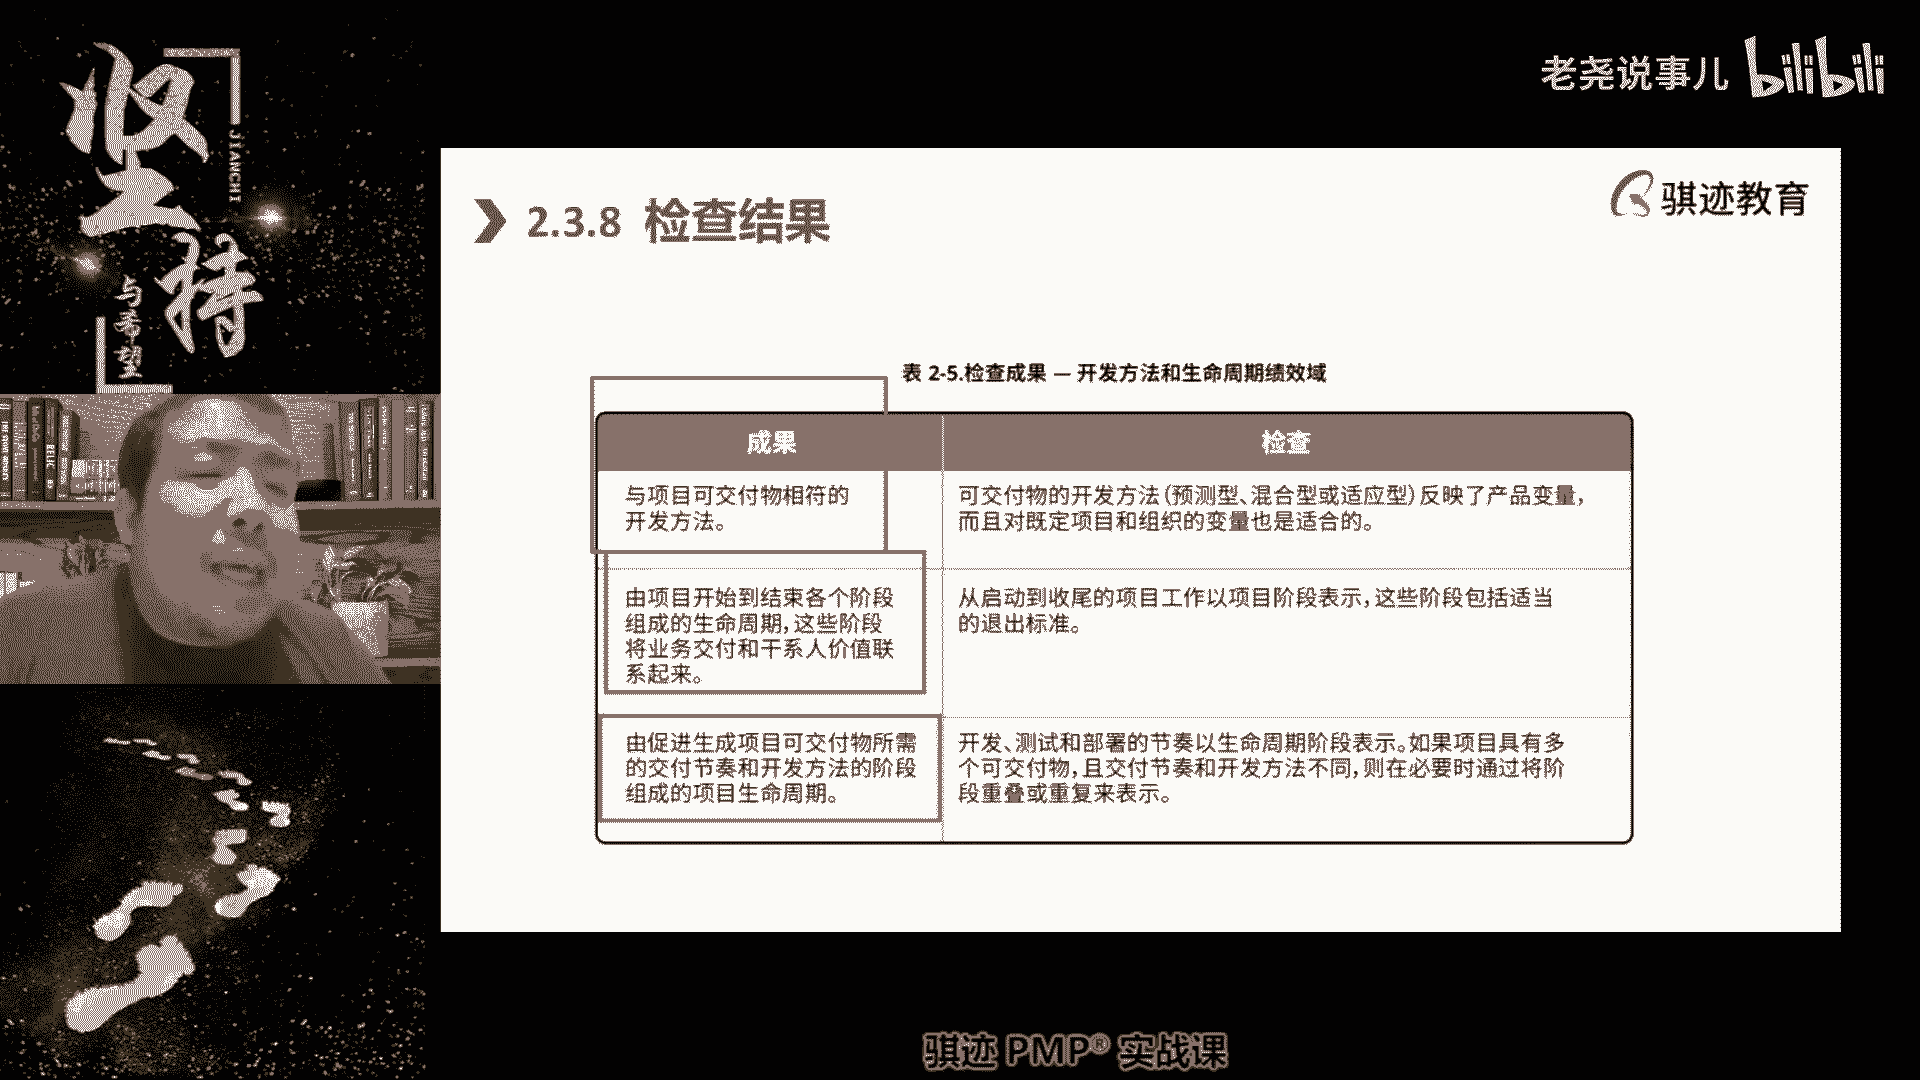 坚持
JIANCHI
与希望
老尧说事儿 bilibili
骐迹教育
2.3.8 检查结果
表 2-5.检查成果 — 开发方法和生命周期绩效域
成果
检查
与项目可交付物相符的
开发方法。
可交付物的开发方法(预测型、混合型或适应型)反映了产品变量,
而且对既定项目和组织的变量也是适合的。
由项目开始到结束各个阶段
组成的生命周期,这些阶段
将业务交付和干系人价值联
系起来。
从启动到收尾的项目工作以项目阶段表示,这些阶段包括适当
的退出标准。
由促进生成项目可交付物所需
的交付节奏和开发方法的阶段
组成的项目生命周期。
开发、测试和部署的节奏以生命周期阶段表示。如果项目具有多
个可交付物,且交付节奏和开发方法不同,则在必要时通过将阶
段重叠或重复来表示。
骐迹 PMP® 实战课